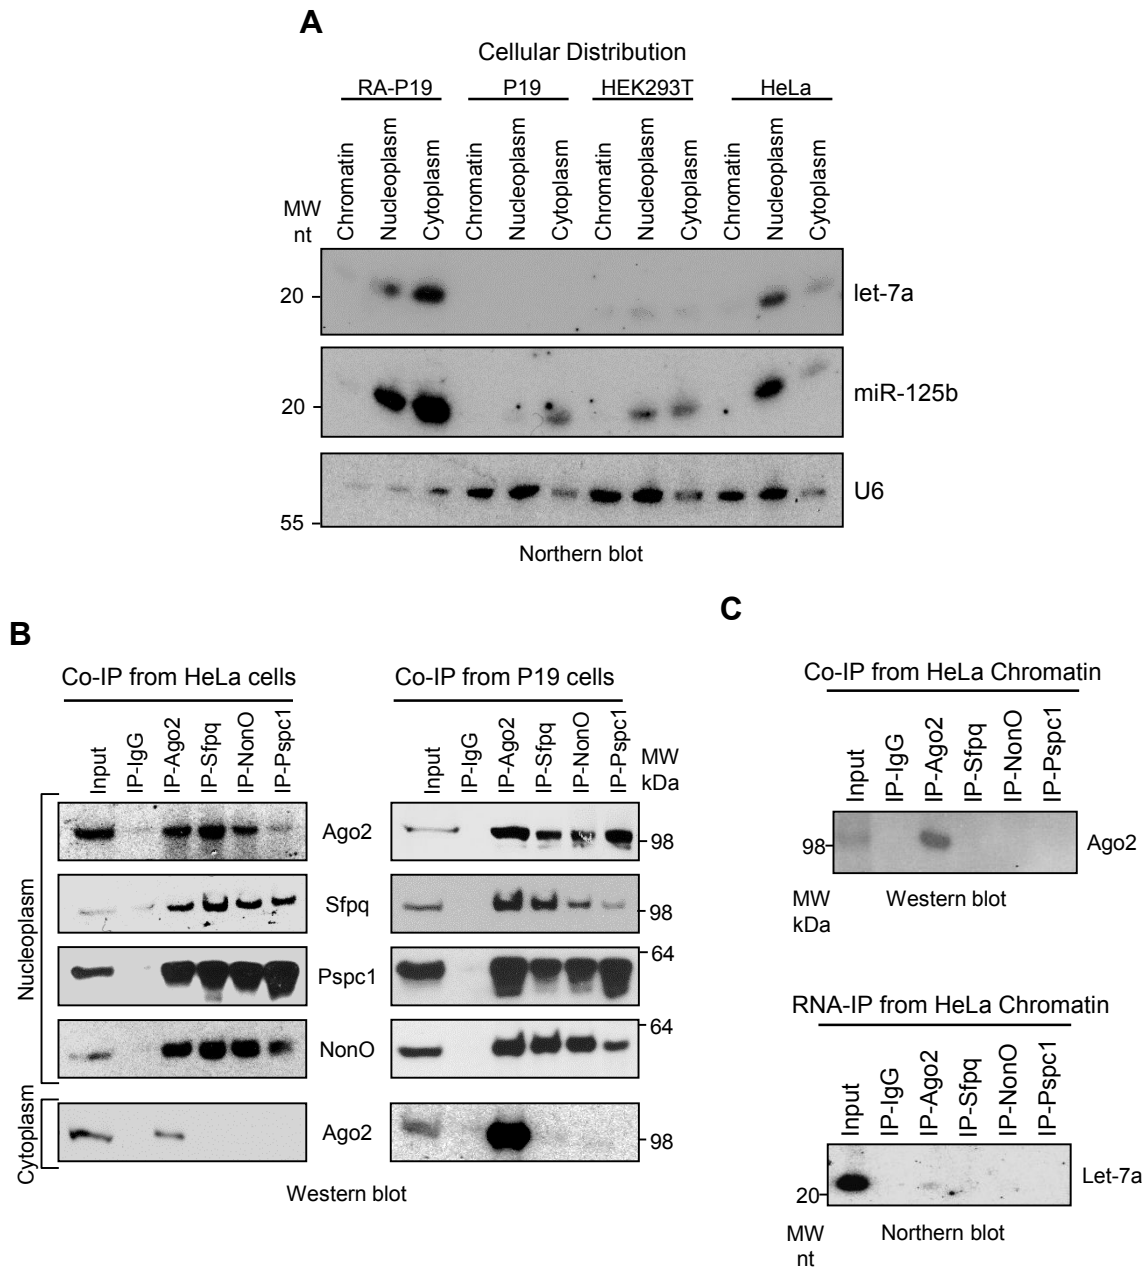 A
Cellular Distribution
RA-P19 P19 HEK293T HeLa
Chromatin Nucleoplasm Cytoplasm Chromatin Nucleoplasm Cytoplasm Chromatin Nucleoplasm Cytoplasm Chromatin Nucleoplasm Cytoplasm
MW
nt
20 let-7a
20 miR-125b
U6
55
Northern blot
B
Co-IP from HeLa cells Co-IP from P19 cells
Input IP-IgG IP-Ago2 IP-Sfpq IP-NonO IP-Pspc1 Input IP-IgG IP-Ago2 IP-Sfpq IP-NonO IP-Pspc1
MW
kDa
Nucleoplasm
Ago2 98
Sfpq 98
Pspc1 64
NonO 64
Cytoplasm
Ago2 98
Western blot
C
Co-IP from HeLa Chromatin
Input IP-IgG IP-Ago2 IP-Sfpq IP-NonO IP-Pspc1
98 Ago2
MW
kDa
Western blot
RNA-IP from HeLa Chromatin
Input IP-IgG IP-Ago2 IP-Sfpq IP-NonO IP-Pspc1
20 Let-7a
MW
nt
Northern blot